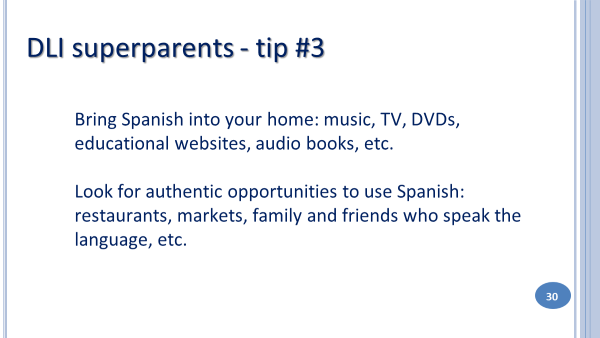 DLI superparents - tip #3
Bring Spanish into your home: music, TV, DVDs,
educational websites, audio books, etc.
Look for authentic opportunities to use Spanish:
restaurants, markets, family and friends who speak the
language, etc.
30